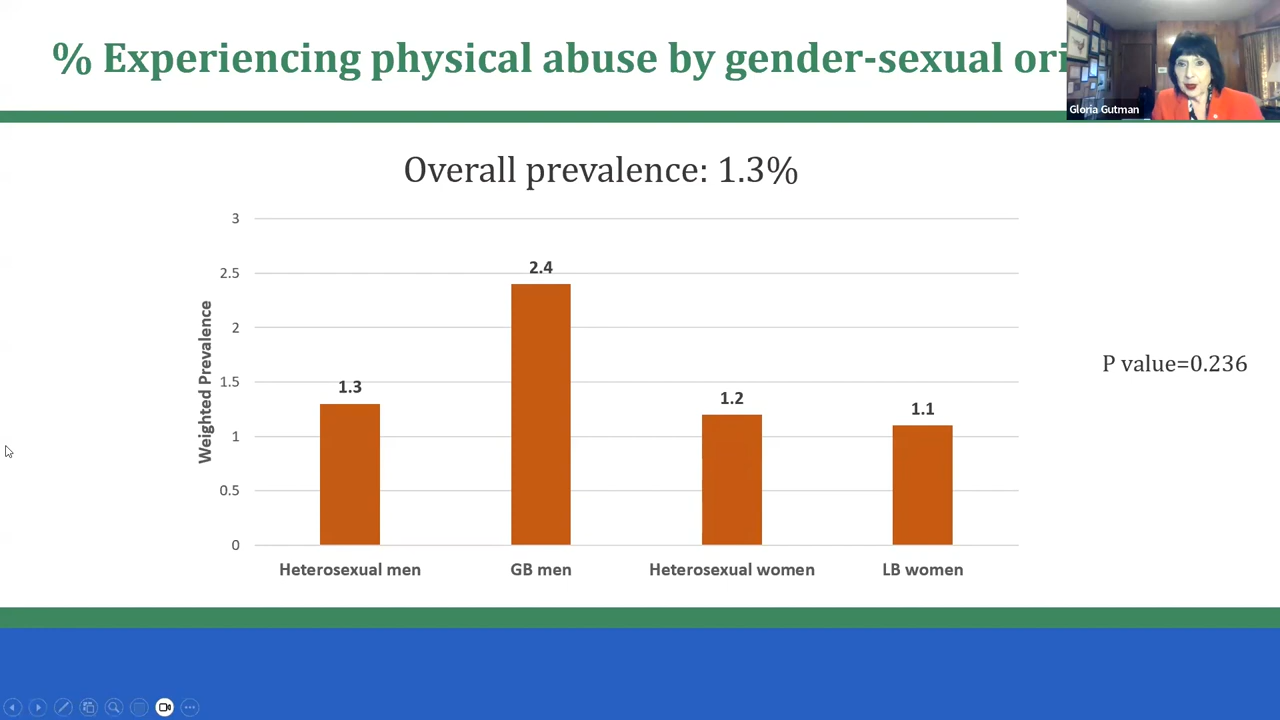 % Experiencing physical abuse by gender-sexual ori
Gloria Gutman
Overall prevalence: 1.3%
Weighted Prevalence
3
2.5
2
1.5
1
0.5
0
1.3
2.4
1.2
1.1
Heterosexual men
GB men
Heterosexual women
LB women
P value=0.236